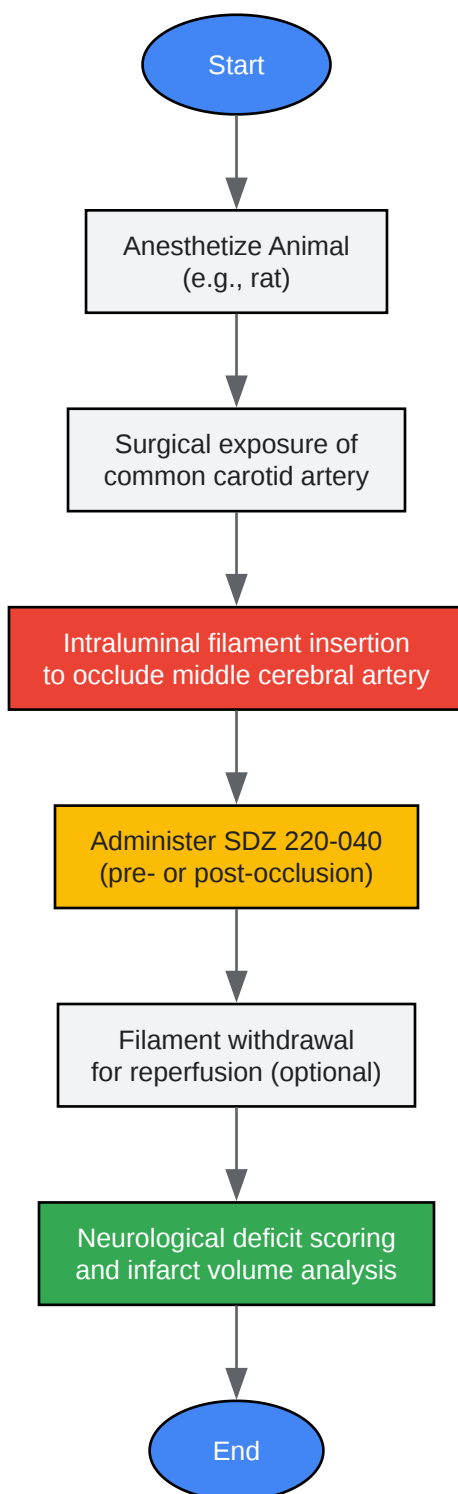 Start
Anesthetize Animal
(e.g., rat)
Surgical exposure of
common carotid artery
Intraluminal filament insertion
to occlude middle cerebral artery
Administer SDZ 220-040
(pre- or post-occlusion)
Filament withdrawal
for reperfusion (optional)
Neurological deficit scoring
and infarct volume analysis
End